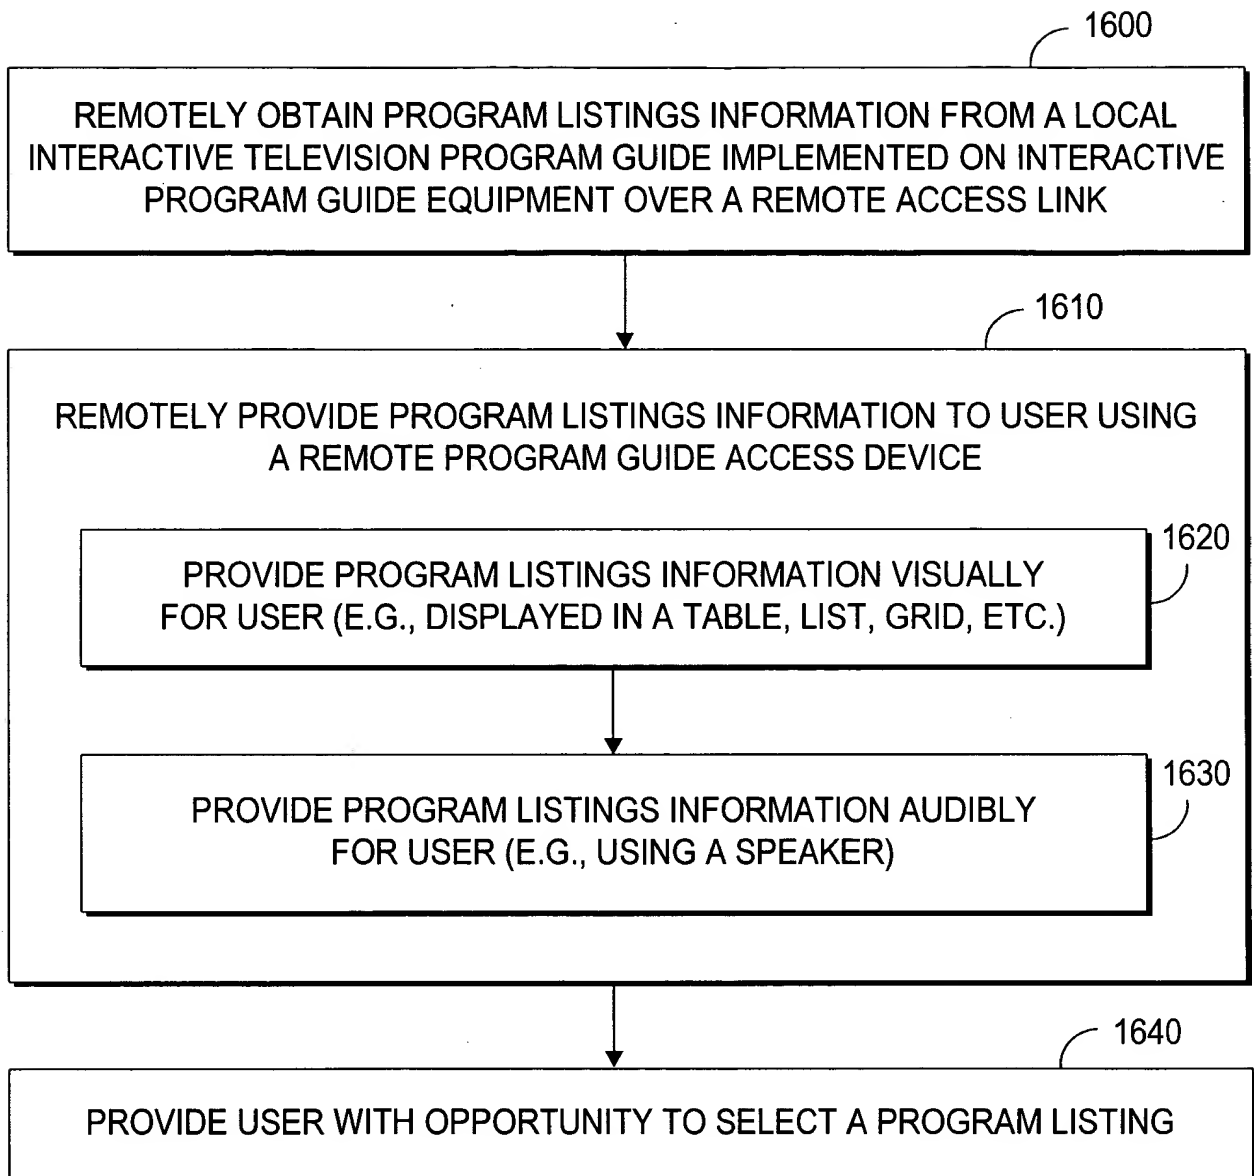 1600
REMOTELY OBTAIN PROGRAM LISTINGS INFORMATION FROM A LOCAL
INTERACTIVE TELEVISION PROGRAM GUIDE IMPLEMENTED ON INTERACTIVE
PROGRAM GUIDE EQUIPMENT OVER A REMOTE ACCESS LINK
1610
REMOTELY PROVIDE PROGRAM LISTINGS INFORMATION TO USER USING
A REMOTE PROGRAM GUIDE ACCESS DEVICE
1620
PROVIDE PROGRAM LISTINGS INFORMATION VISUALLY
FOR USER (E.G., DISPLAYED IN A TABLE, LIST, GRID, ETC.)
1630
PROVIDE PROGRAM LISTINGS INFORMATION AUDIBLY
FOR USER (E.G., USING A SPEAKER)
1640
PROVIDE USER WITH OPPORTUNITY TO SELECT A PROGRAM LISTING